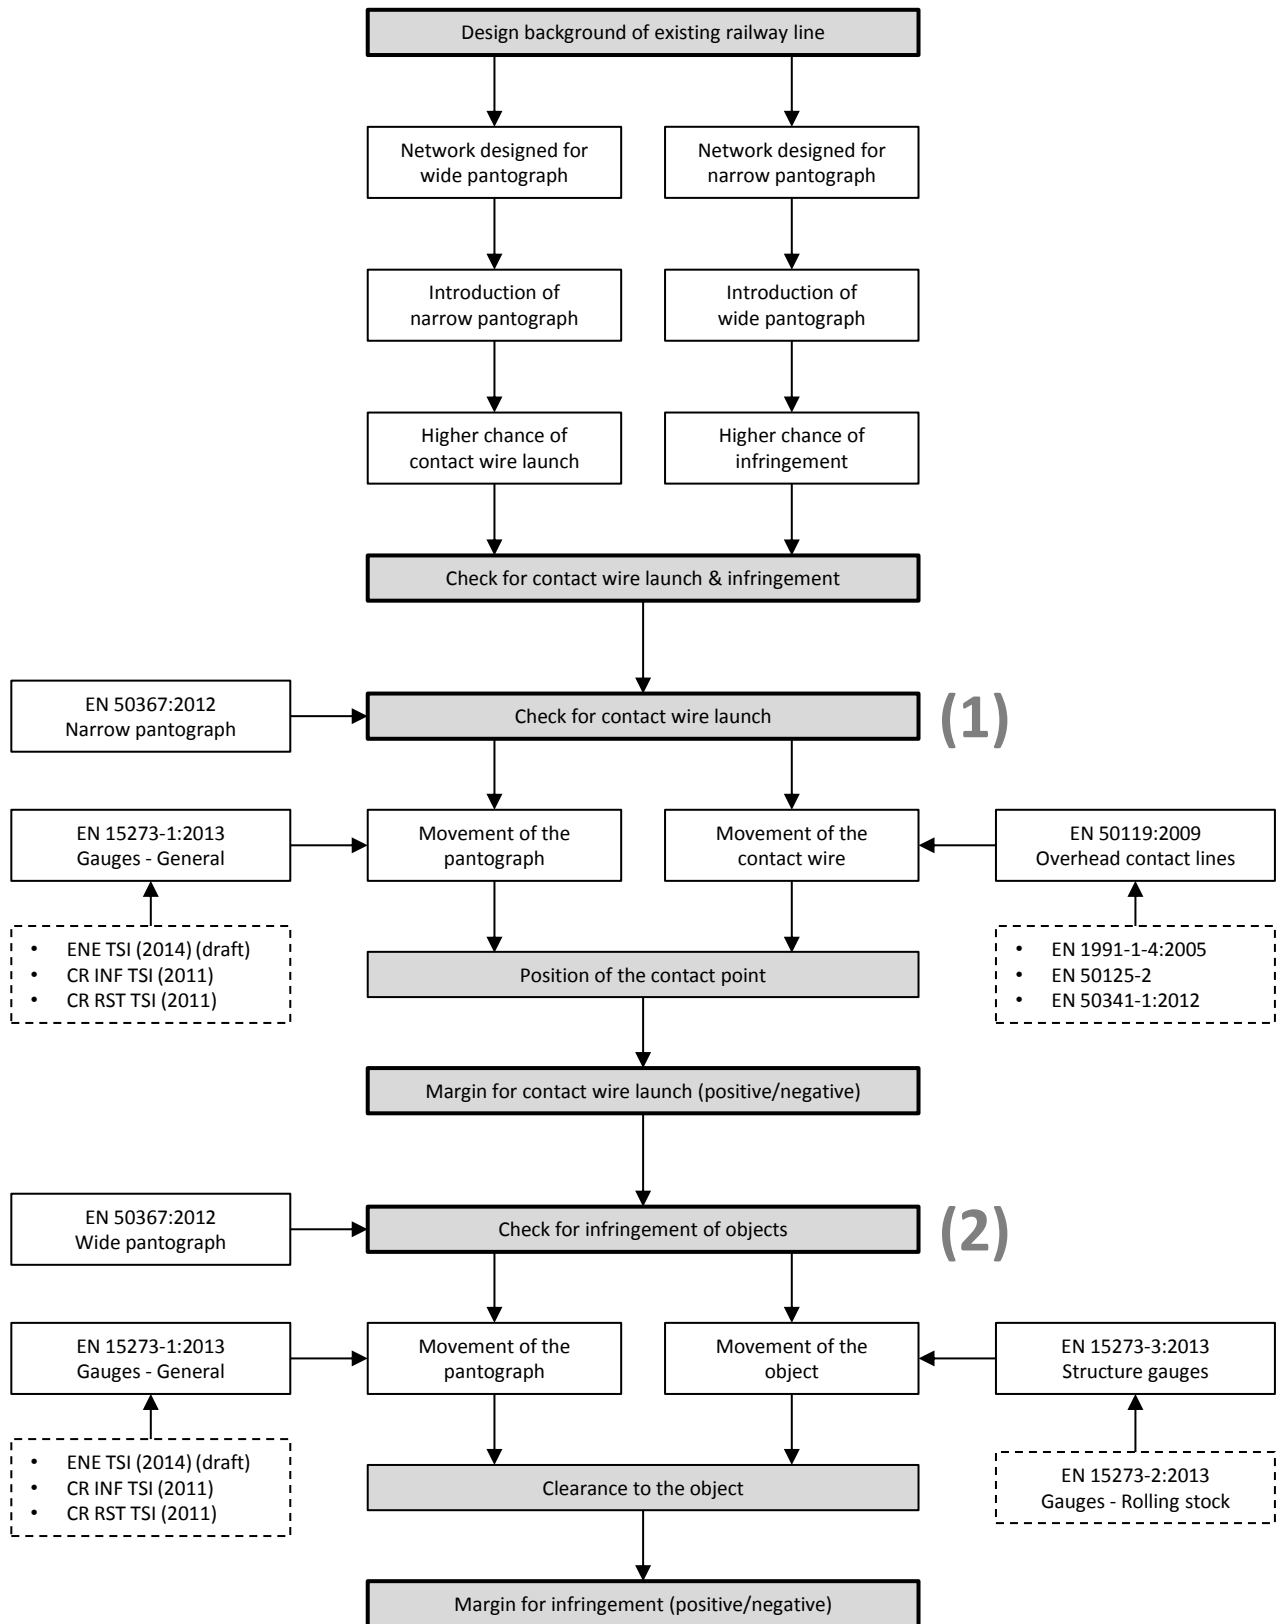 Design background of existing railway line
Network designed for
wide pantograph
Network designed for
narrow pantograph
Introduction of
narrow pantograph
Introduction of
wide pantograph
Higher chance of
contact wire launch
Higher chance of
infringement
Check for contact wire launch & infringement
EN 50367:2012
Narrow pantograph
Check for contact wire launch
(1)
EN 15273-1:2013
Gauges - General
Movement of the
pantograph
Movement of the
contact wire
EN 50119:2009
Overhead contact lines
• ENE TSI (2014) (draft)
• CR INF TSI (2011)
• CR RST TSI (2011)
Position of the contact point
• EN 1991-1-4:2005
• EN 50125-2
• EN 50341-1:2012
Margin for contact wire launch (positive/negative)
EN 50367:2012
Wide pantograph
Check for infringement of objects
(2)
EN 15273-1:2013
Gauges - General
Movement of the
pantograph
Movement of the
object
EN 15273-3:2013
Structure gauges
• ENE TSI (2014) (draft)
• CR INF TSI (2011)
• CR RST TSI (2011)
Clearance to the object
EN 15273-2:2013
Gauges - Rolling stock
Margin for infringement (positive/negative)